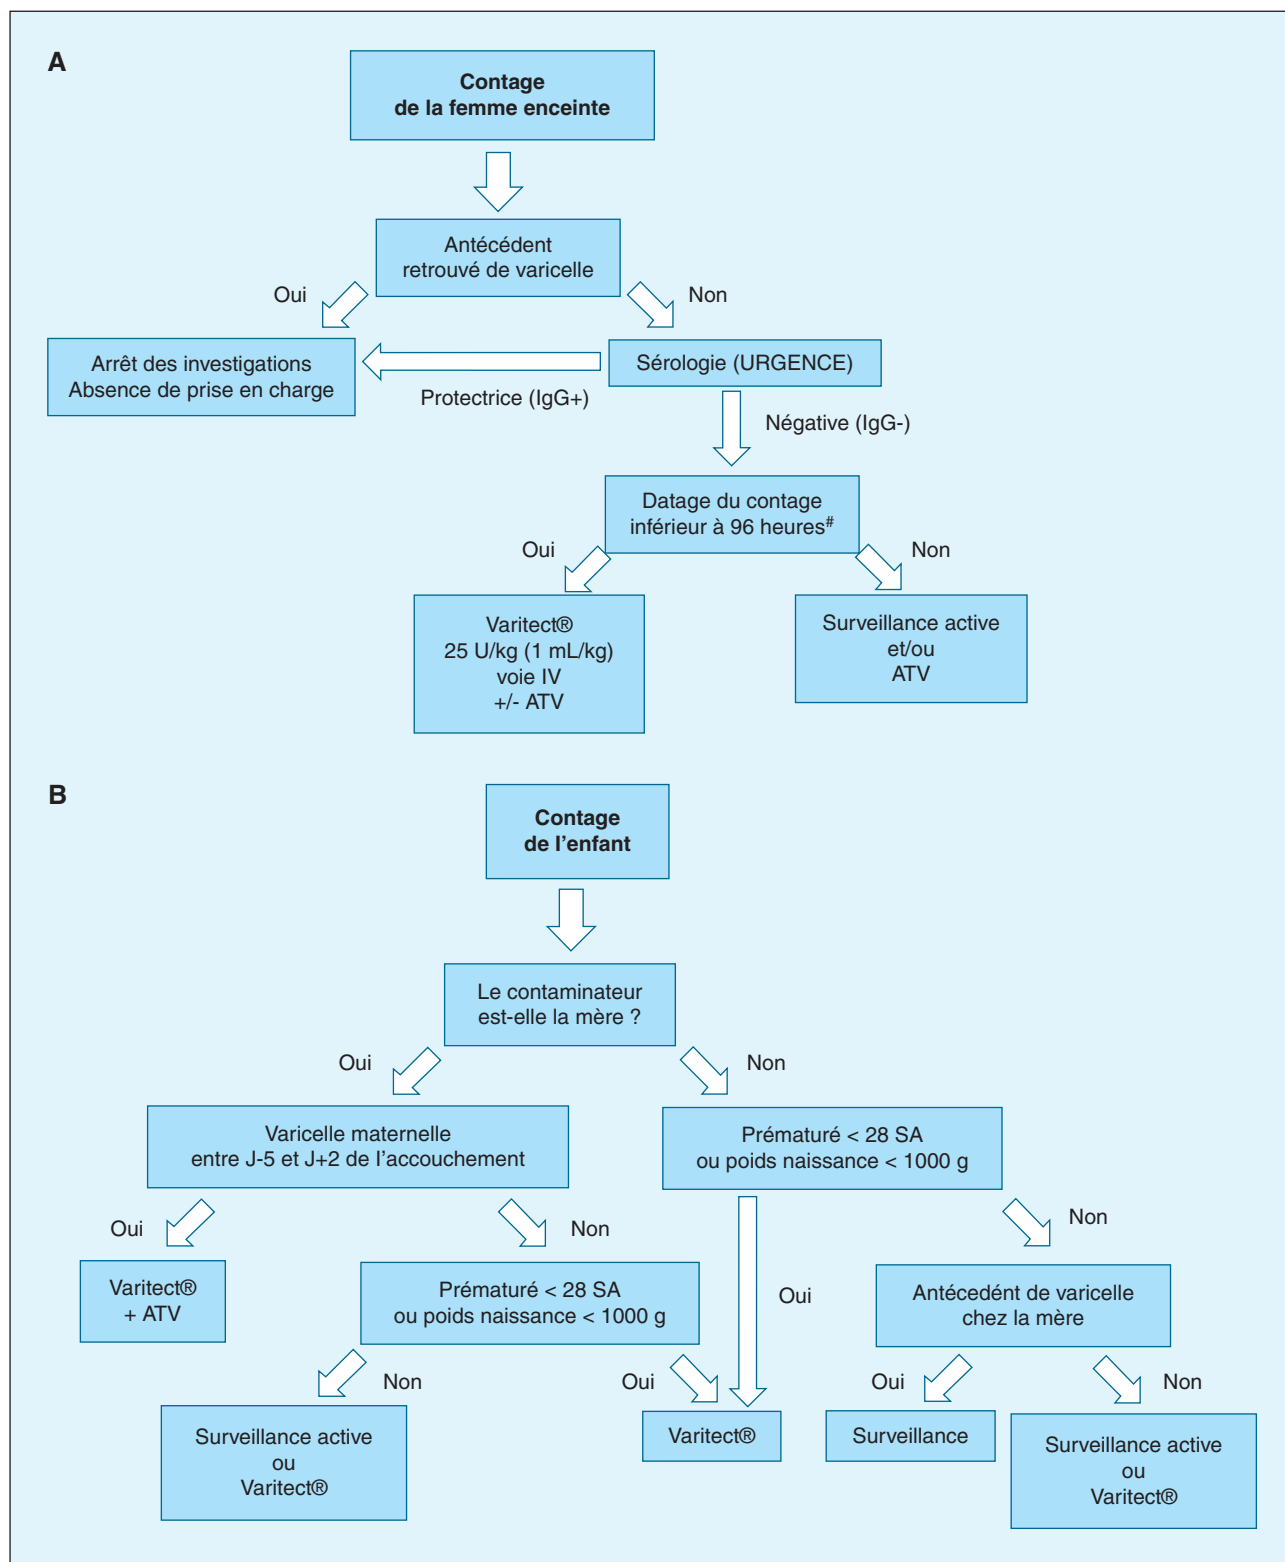 A
Contage
de la femme enceinte
Antécédent
retrouvé de varicelle
Oui
Non
Arrêt des investigations
Absence de prise en charge
Sérologie (URGENCE)
Protectrice (IgG+)
Négative (IgG-)
Datage du contage
inférieur à 96 heures#
Oui
Non
Varitect®
25 U/kg (1 mL/kg)
voie IV
+/- ATV
Surveillance active
et/ou
ATV
B
Contage
de l'enfant
Le contaminateur
est-elle la mère ?
Oui
Non
Varicelle maternelle
entre J-5 et J+2 de l'accouchement
Prématuré < 28 SA
ou poids naissance < 1000 g
Oui
Non
Oui
Non
Varitect®
+ ATV
Prématuré < 28 SA
ou poids naissance < 1000 g
Antécedént de varicelle
chez la mère
Non
Oui
Oui
Non
Surveillance active
ou
Varitect®
Varitect®
Surveillance
Surveillance active
ou
Varitect®